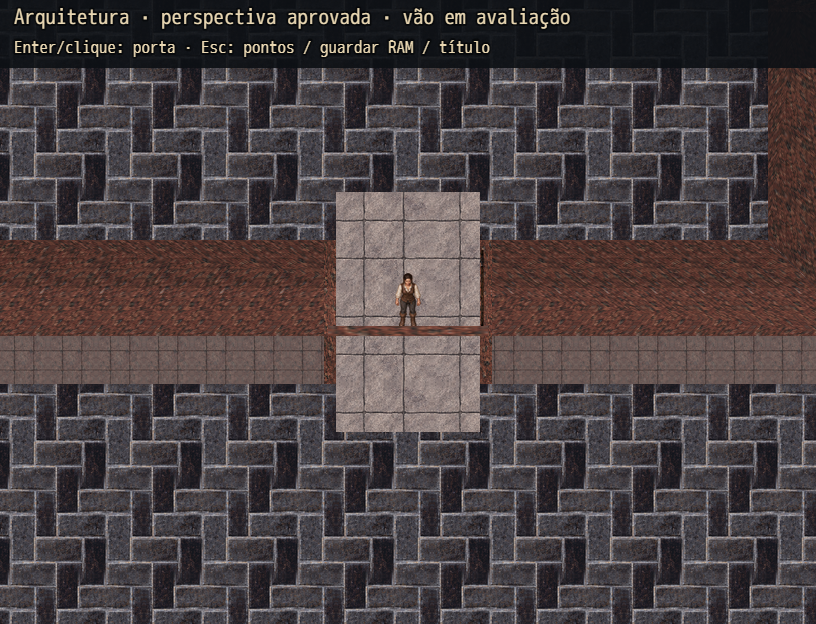 Arquitetura · perspectiva aprovada · vão em avaliação
Enter/clique: porta · Esc: pontos / guardar RAM / título